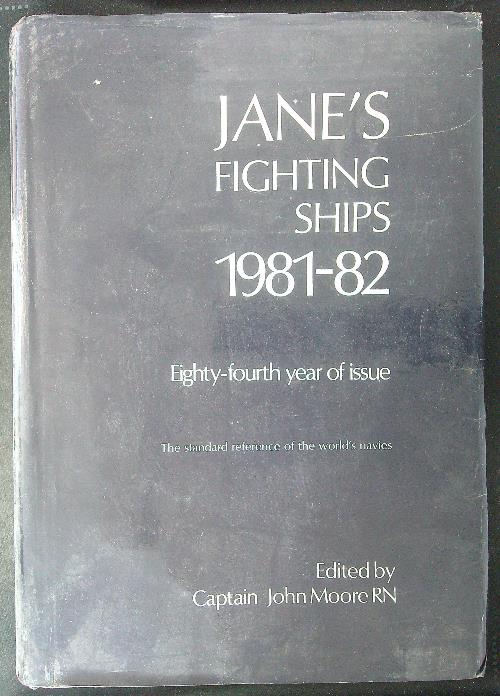 JANE'S
FIGHTING
SHIPS
1981-82
Eighty-fourth year of issue
The standard reference of the world's navies
Edited by
Captain John Moore RN